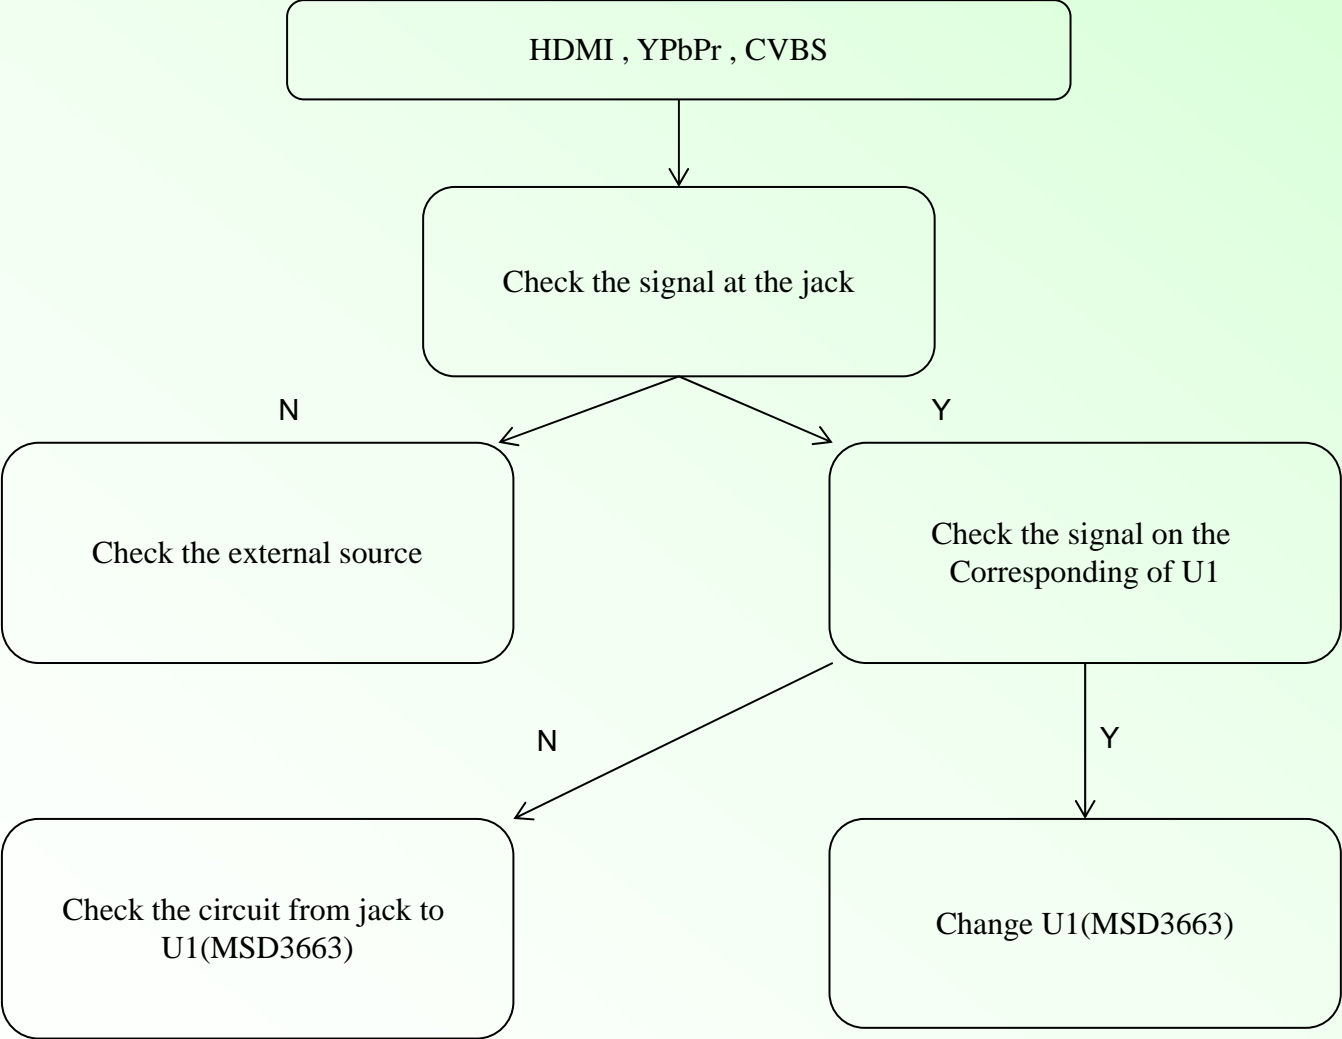 HDMI , YPbPr , CVBS
Check the signal at the jack
N
Y
Check the external source
Check the signal on the
Corresponding of U1
N
Y
Check the circuit from jack to
U1(MSD3663)
Change U1(MSD3663)